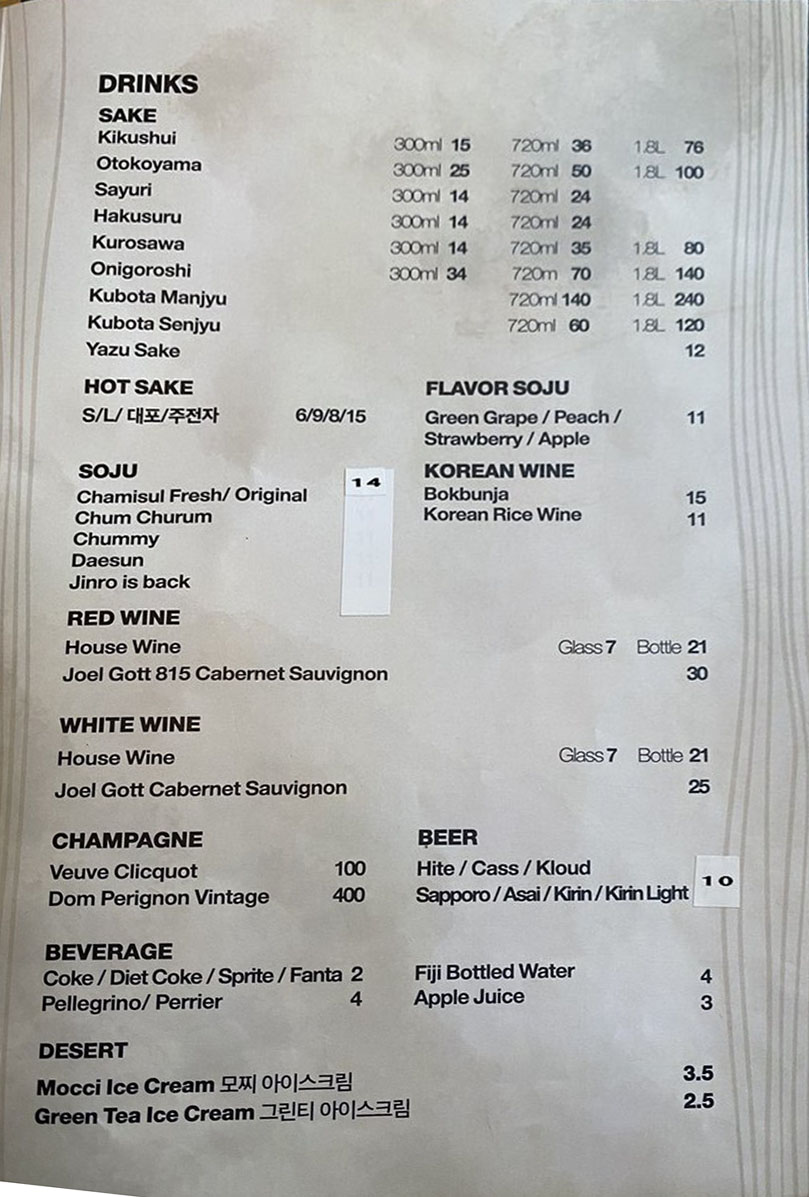 DRINKS
SAKE
Kikushui 300ml 15 720ml 36 1.8L 76
Otokoyama 300ml 25 720ml 50 1.8L 100
Sayuri 300ml 14 720ml 24
Hakusuru 300ml 14 720ml 24
Kurosawa 300ml 14 720ml 35 1.8L 80
Onigoroshi 300ml 34 720m 70 1.8L 140
Kubota Manjyu 720ml 140 1.8L 240
Kubota Senjyu 720ml 60 1.8L 120
Yazu Sake 12
HOT SAKE
S/L/ 대포/주전자 6/9/8/15
FLAVOR SOJU
Green Grape / Peach / 11
Strawberry / Apple
SOJU 14
Chamisul Fresh/ Original
Chum Churum
Chummy
Daesun
Jinro is back
KOREAN WINE
Bokbunja 15
Korean Rice Wine 11
RED WINE
House Wine Glass 7 Bottle 21
Joel Gott 815 Cabernet Sauvignon 30
WHITE WINE
House Wine Glass 7 Bottle 21
Joel Gott Cabernet Sauvignon 25
CHAMPAGNE
Veuve Clicquot 100
Dom Perignon Vintage 400
BEER
Hite / Cass / Kloud
Sapporo / Asai / Kirin / Kirin Light 10
BEVERAGE
Coke / Diet Coke / Sprite / Fanta 2
Pellegrino/ Perrier 4
Fiji Bottled Water 4
Apple Juice 3
DESERT
Mocci Ice Cream 모찌 아이스크림 3.5
Green Tea Ice Cream 그린티 아이스크림 2.5